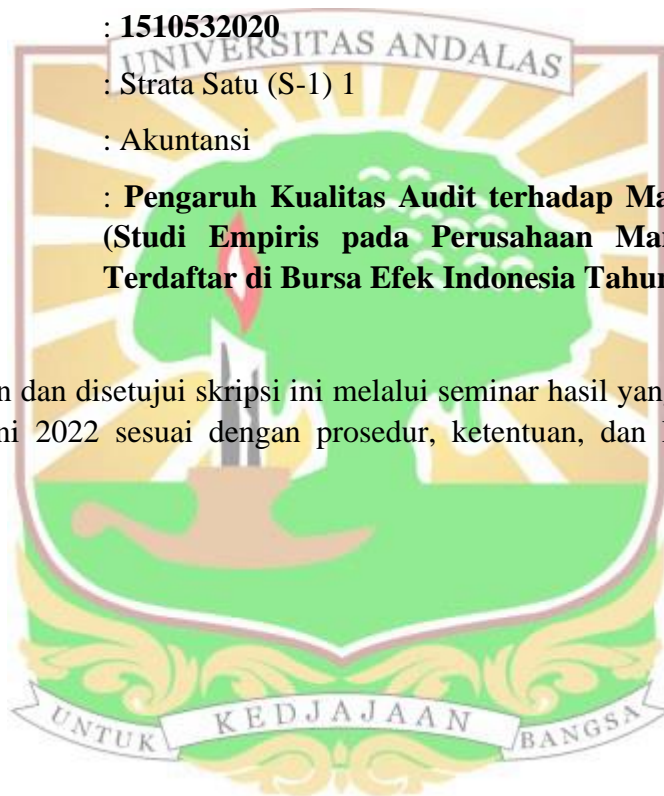 : 1510532020
UNIVERSITAS ANDALAS
: Strata Satu (S-1) 1
: Akuntansi
: Pengaruh Kualitas Audit terhadap Ma
(Studi Empiris pada Perusahaan Man
Terdaftar di Bursa Efek Indonesia Tahun
n dan disetujui skripsi ini melalui seminar hasil yan
ni 2022 sesuai dengan prosedur, ketentuan, dan
UNTUK KEDJAJAAN BANGSA